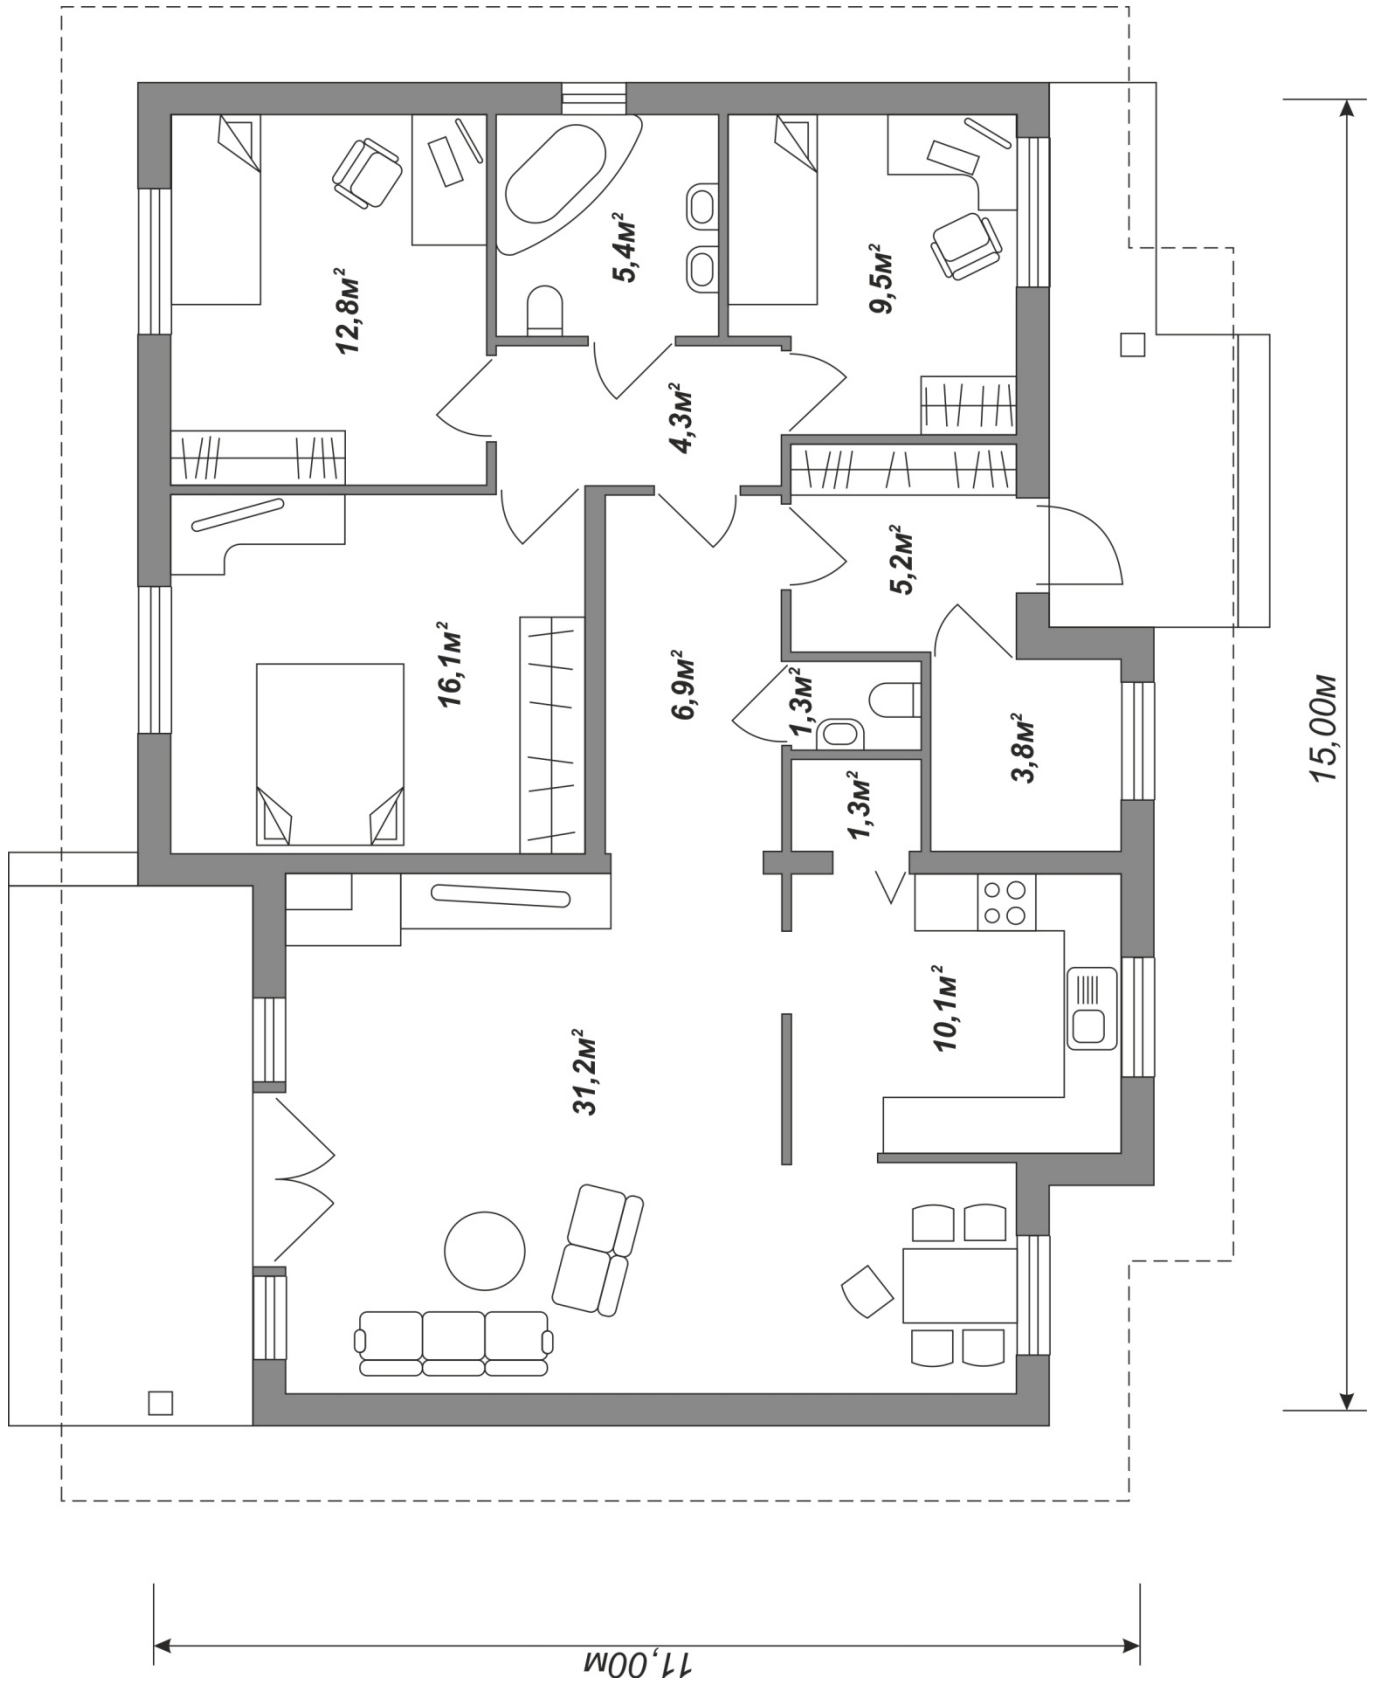 5,4м²
9,5м²
12,8м²
4,3м²
5,2м²
16,1м²
6,9м²
1,3м²
3,8м²
15,00м
1,3м²
10,1м²
31,2м²
11,00м